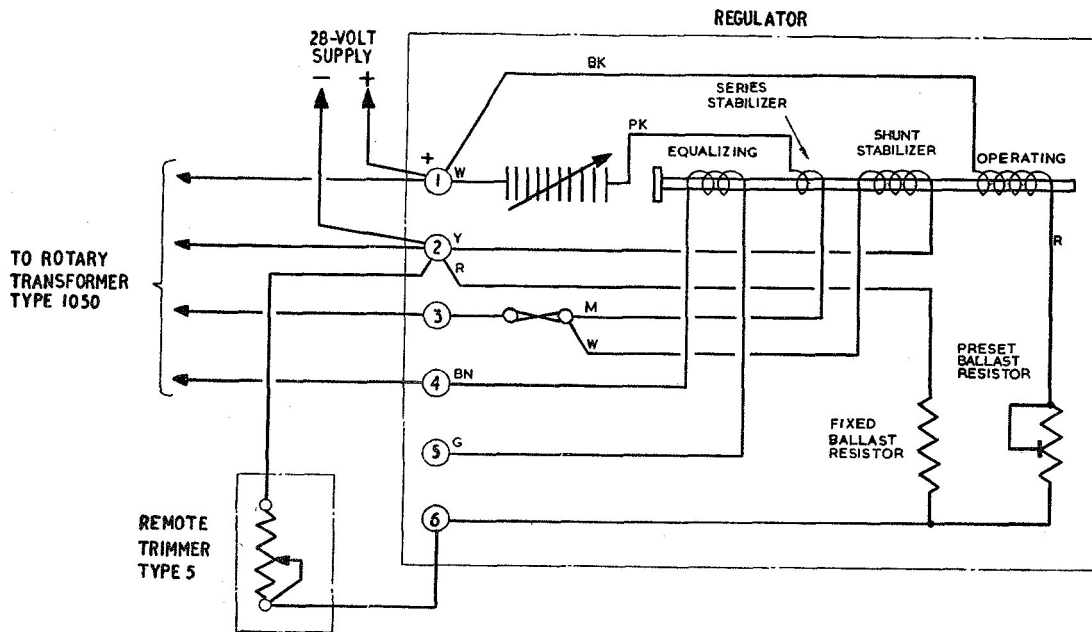 REGULATOR
28-VOLT
SUPPLY
− +
BK
SERIES
STABILIZER
PK
EQUALIZING
SHUNT
STABILIZER
OPERATING
+
1 W
2 Y
R
R
TO ROTARY
TRANSFORMER
TYPE 1050
3
M
W
4 BN
PRESET
BALLAST
RESISTOR
FIXED
BALLAST
RESISTOR
5 G
6
REMOTE
TRIMMER
TYPE 5